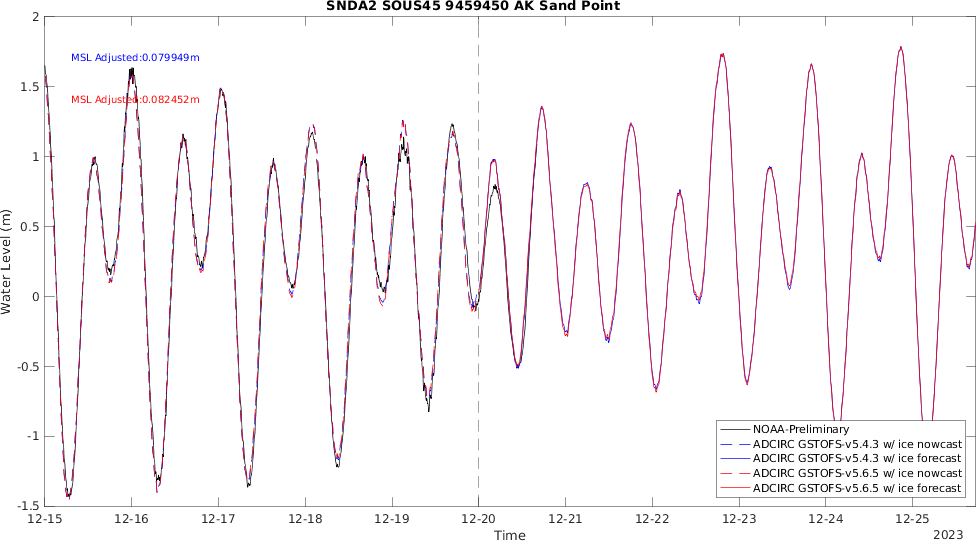 SNDA2 SOUS45 9459450 AK Sand Point
2
MSL Adjusted:0.079949m
1.5
MSL Adjusted:0.082452m
1
Water Level (m)
0.5
0
-0.5
-1
NOAA-Preliminary
ADCIRC GSTOFS-v5.4.3 w/ ice nowcast
ADCIRC GSTOFS-v5.4.3 w/ ice forecast
ADCIRC GSTOFS-v5.6.5 w/ ice nowcast
ADCIRC GSTOFS-v5.6.5 w/ ice forecast
-1.5
12-15 12-16 12-17 12-18 12-19 12-20 12-21 12-22 12-23 12-24 12-25
Time
2023